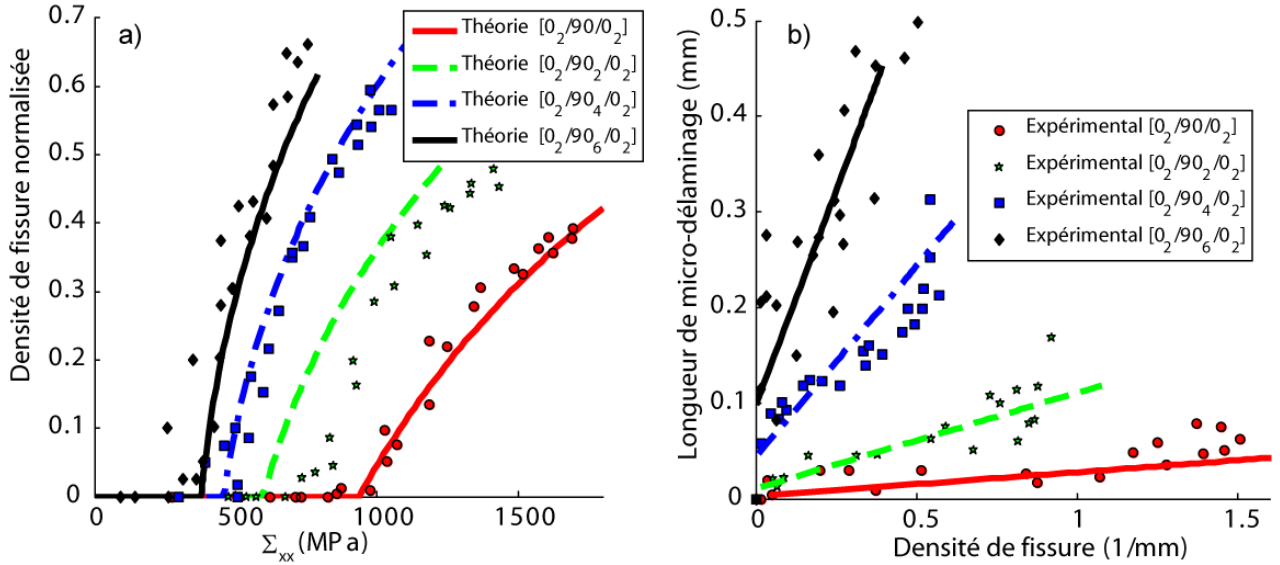 a)
Densité de fissure normalisée
0.7
0.6
0.5
0.4
0.3
0.2
0.1
0
0 500 1000 1500
Σxx (MPa)
Théorie [0₂/90/0₂]
Théorie [0₂/90₂/0₂]
Théorie [0₂/90₄/0₂]
Théorie [0₂/90₆/0₂]
b)
Longueur de micro-délaminage (mm)
0.5
0.4
0.3
0.2
0.1
0
0 0.5 1 1.5
Densité de fissure (1/mm)
Expérimental [0₂/90/0₂]
Expérimental [0₂/90₂/0₂]
Expérimental [0₂/90₄/0₂]
Expérimental [0₂/90₆/0₂]